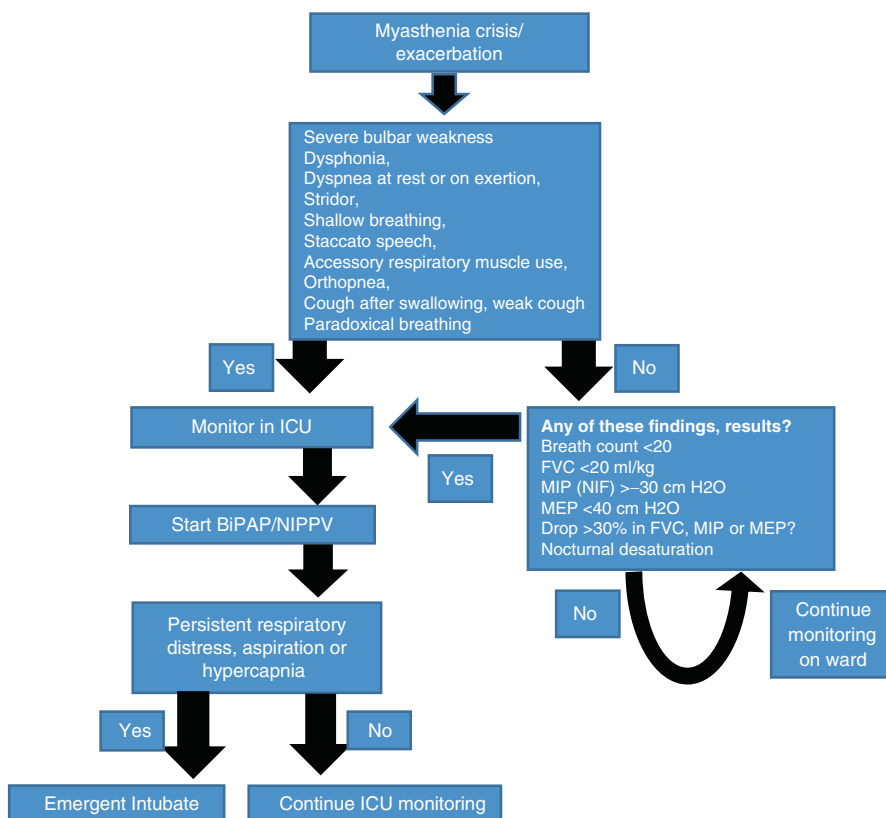 Myasthenia crisis/
exacerbation
Severe bulbar weakness
Dysphonia,
Dyspnea at rest or on exertion,
Stridor,
Shallow breathing,
Staccato speech,
Accessory respiratory muscle use,
Orthopnea,
Cough after swallowing, weak cough
Paradoxical breathing
Yes
No
Monitor in ICU
Any of these findings, results?
Breath count <20
FVC <20 ml/kg
MIP (NIF) >–30 cm H2O
MEP <40 cm H2O
Drop >30% in FVC, MIP or MEP?
Nocturnal desaturation
Yes
Start BiPAP/NIPPV
No
Continue
monitoring
on ward
Persistent respiratory
distress, aspiration or
hypercapnia
Yes
No
Emergent Intubate
Continue ICU monitoring